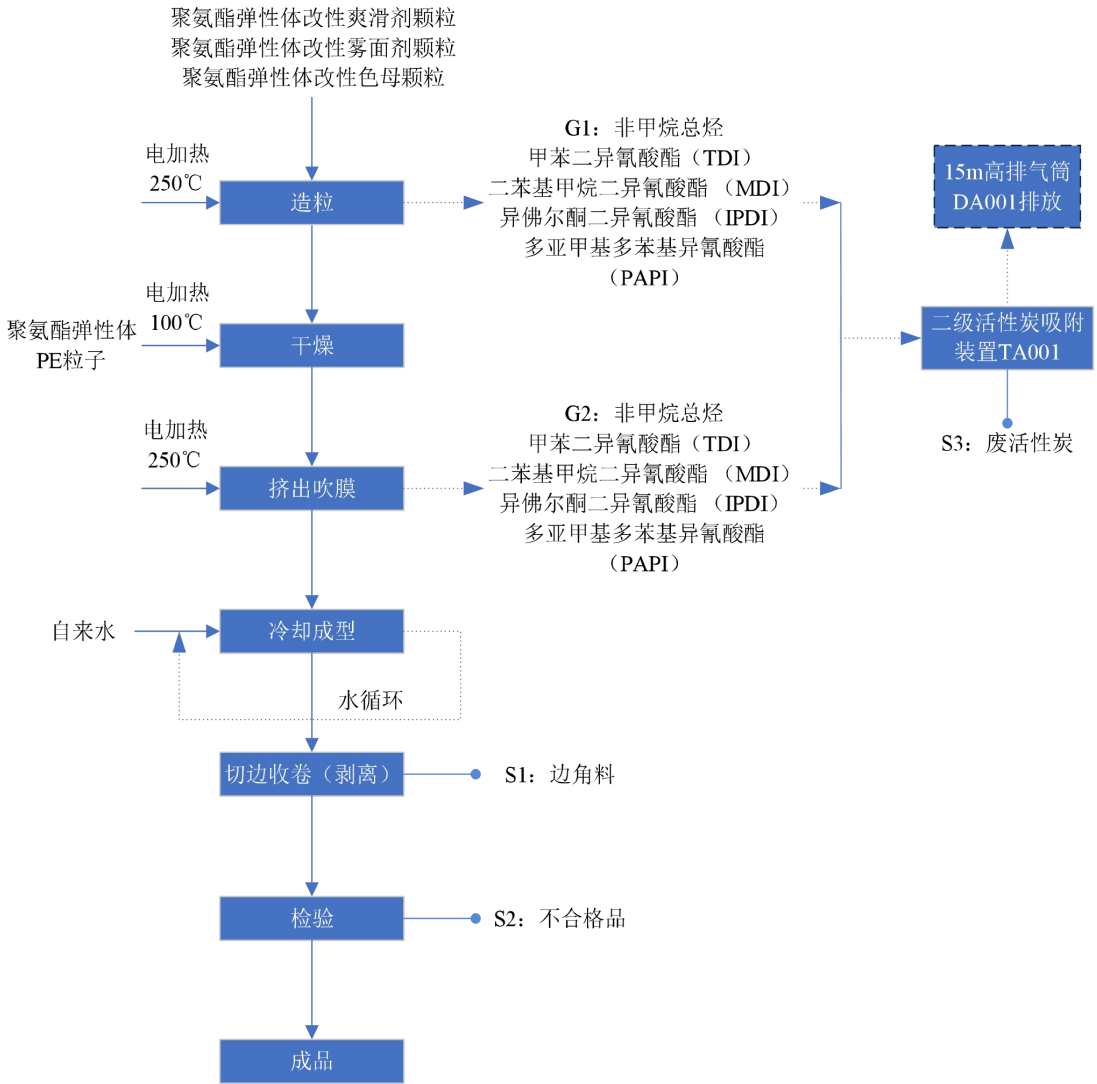 聚氨酯弹性体改性爽滑剂颗粒
聚氨酯弹性体改性雾面剂颗粒
聚氨酯弹性体改性色母颗粒
电加热
250℃
造粒
G1：非甲烷总烃
甲苯二异氰酸酯（TDI）
二苯基甲烷二异氰酸酯 （MDI）
异佛尔酮二异氰酸酯 （IPDI）
多亚甲基多苯基异氰酸酯
（PAPI）
15m高排气筒
DA001排放
电加热
100℃
聚氨酯弹性体
PE粒子
干燥
二级活性炭吸附
装置TA001
S3：废活性炭
电加热
250℃
挤出吹膜
G2：非甲烷总烃
甲苯二异氰酸酯（TDI）
二苯基甲烷二异氰酸酯 （MDI）
异佛尔酮二异氰酸酯 （IPDI）
多亚甲基多苯基异氰酸酯
（PAPI）
自来水
冷却成型
水循环
切边收卷（剥离）
S1：边角料
检验
S2：不合格品
成品